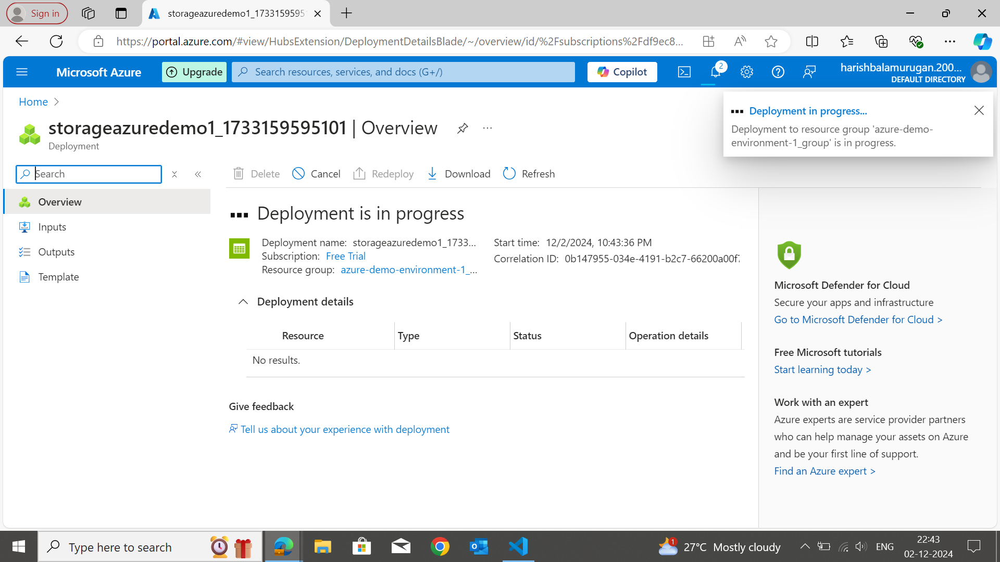 Sign in
storageazuredemo1_1733159595
https://portal.azure.com/#view/HubsExtension/DeploymentDetailsBlade/~/overview/id/%2Fsubscriptions%2Fdf9ec8...
Microsoft Azure
Upgrade
Search resources, services, and docs (G+/)
Copilot
2
harishbalamurugan.200...
DEFAULT DIRECTORY
Home
Deployment in progress...
Deployment to resource group 'azure-demo-
environment-1_group' is in progress.
storageazuredemo1_1733159595101 | Overview
Deployment
Search
Delete
Cancel
Redeploy
Download
Refresh
Overview
Inputs
Outputs
Template
Deployment is in progress
Deployment name: storageazuredemo1_1733...
Subscription: Free Trial
Resource group: azure-demo-environment-1_...
Start time: 12/2/2024, 10:43:36 PM
Correlation ID: 0b147955-034e-4191-b2c7-66200a00f7
Deployment details
Resource
Type
Status
Operation details
No results.
Give feedback
Tell us about your experience with deployment
Microsoft Defender for Cloud
Secure your apps and infrastructure
Go to Microsoft Defender for Cloud >
Free Microsoft tutorials
Start learning today >
Work with an expert
Azure experts are service provider partners
who can help manage your assets on Azure
and be your first line of support.
Find an Azure expert >
Type here to search
1
27°C Mostly cloudy
ENG
22:43
02-12-2024